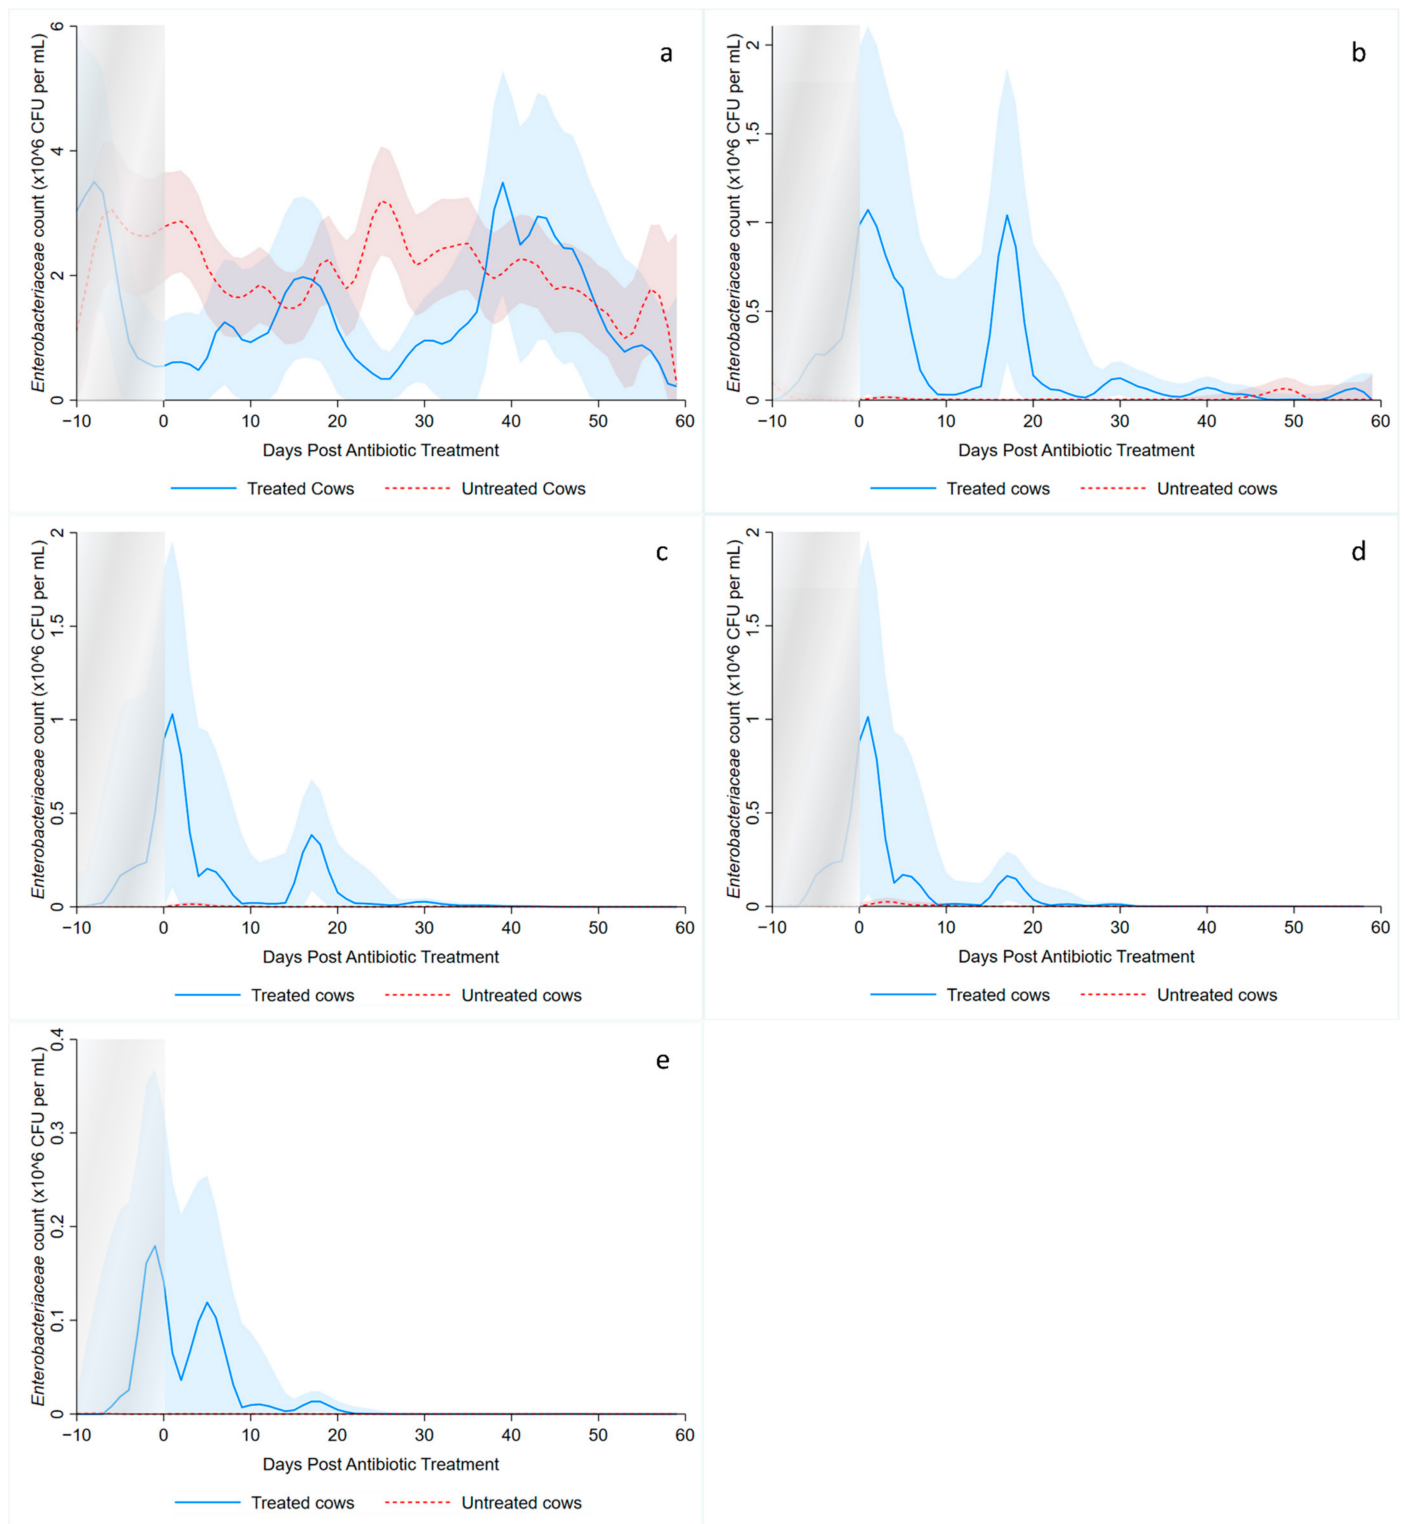 a
Enterobacteriaceae count (x10^6 CFU per mL)
6
4
2
0
−10 0 10 20 30 40 50 60
Days Post Antibiotic Treatment
Treated Cows Untreated Cows
b
Enterobacteriaceae count (x10^6 CFU per mL)
2
1.5
1
0.5
0
−10 0 10 20 30 40 50 60
Days Post Antibiotic Treatment
Treated cows Untreated cows
c
Enterobacteriaceae count (x10^6 CFU per mL)
2
1.5
1
0.5
0
−10 0 10 20 30 40 50 60
Days Post Antibiotic Treatment
Treated cows Untreated cows
d
Enterobacteriaceae count (x10^6 CFU per mL)
2
1.5
1
0.5
0
−10 0 10 20 30 40 50 60
Days Post Antibiotic Treatment
Treated cows Untreated cows
e
Enterobacteriaceae count (x10^6 CFU per mL)
0.4
0.3
0.2
0.1
0
−10 0 10 20 30 40 50 60
Days Post Antibiotic Treatment
Treated cows Untreated cows